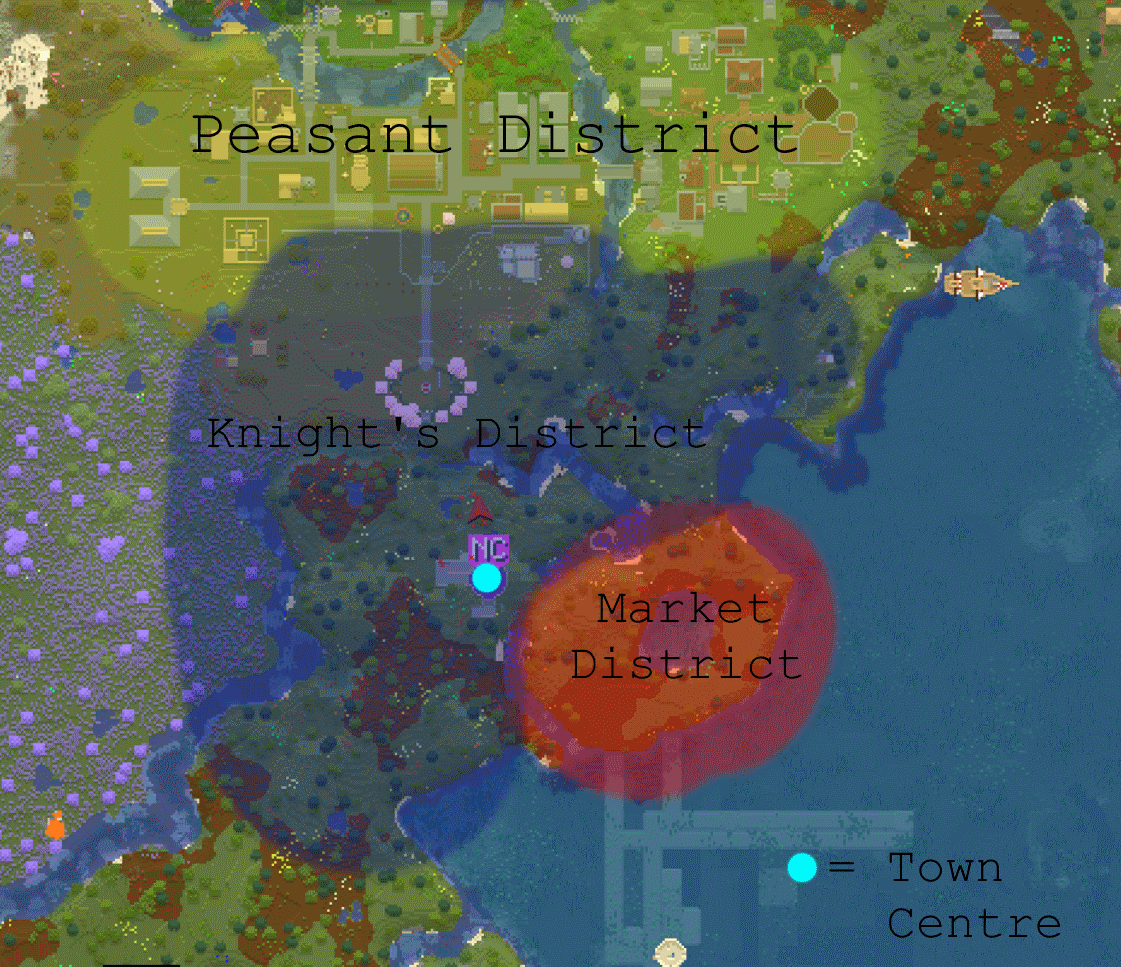 Peasant District
Knight's District
NC
Market
District
= Town
Centre